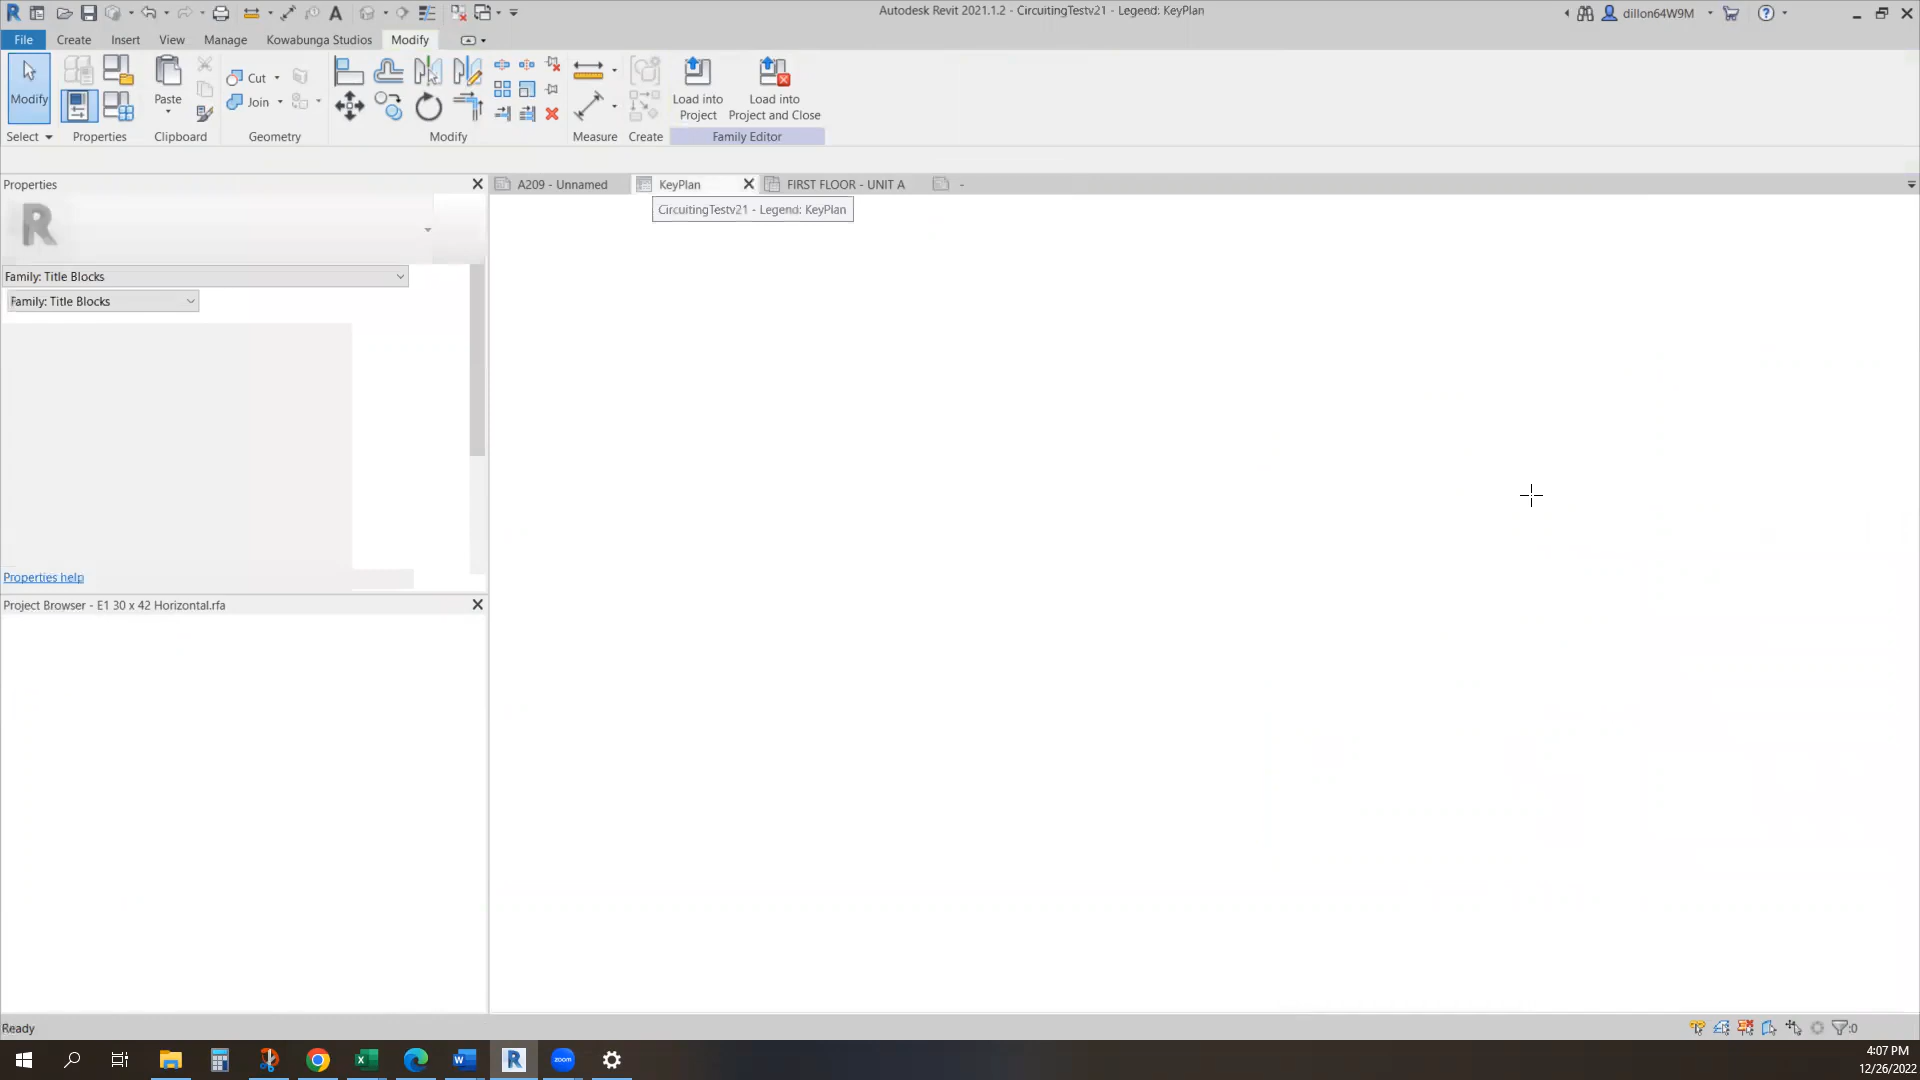 Autodesk Revit 2021.1.2 - CircuitingTestv21 - Legend: KeyPlan
dillon64W9M
File Create Insert View Manage Kowabunga Studios Modify
Modify
Paste
Cut
Join
Load into
Project
Load into
Project and Close
Select Properties Clipboard Geometry Modify Measure Create Family Editor
Properties
A209 - Unnamed
KeyPlan
FIRST FLOOR - UNIT A
-
CircuitingTestv21 - Legend: KeyPlan
Family: Title Blocks
Family: Title Blocks
Properties help
Project Browser - E1 30 x 42 Horizontal.rfa
Ready
:0
zoom
4:07 PM
12/26/2022